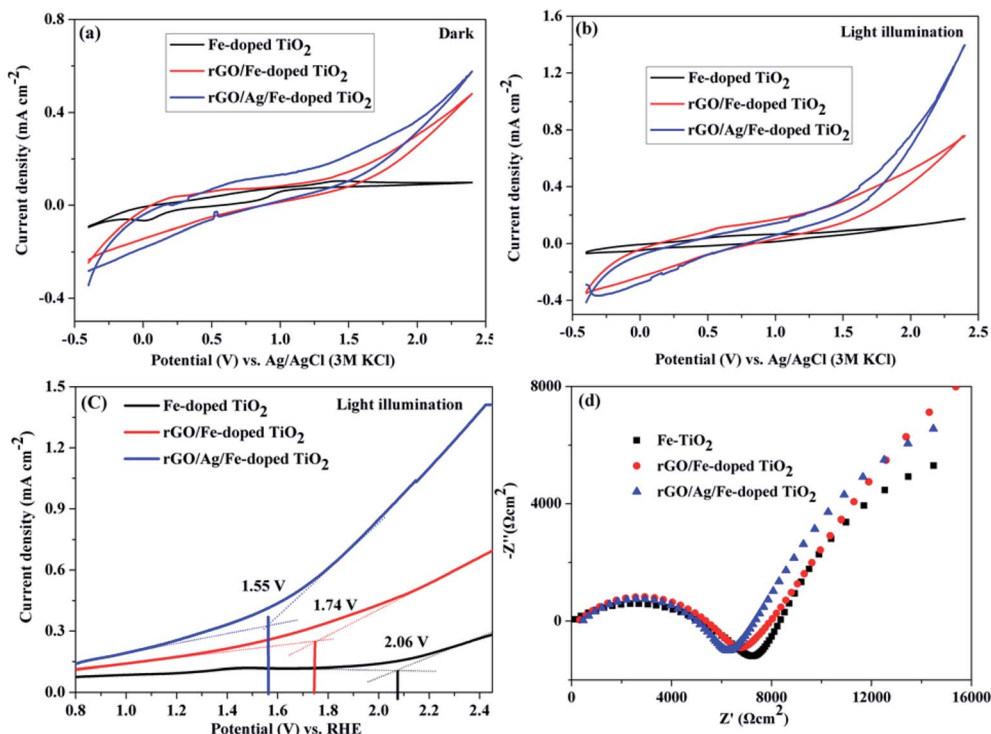 (a)
Dark
Fe-doped TiO2
rGO/Fe-doped TiO2
rGO/Ag/Fe-doped TiO2
Current density (mA cm-2)
0.8
0.4
0.0
-0.4
-0.5 0.0 0.5 1.0 1.5 2.0 2.5
Potential (V) vs. Ag/AgCl (3M KCl)
(b)
Light illumination
Fe-doped TiO2
rGO/Fe-doped TiO2
rGO/Ag/Fe-doped TiO2
Current density (mA cm-2)
1.6
1.2
0.8
0.4
0.0
-0.4
-0.5 0.0 0.5 1.0 1.5 2.0 2.5
Potential (V) vs. Ag/AgCl (3M KCl)
(C)
Light illumination
Fe-doped TiO2
rGO/Fe-doped TiO2
rGO/Ag/Fe-doped TiO2
1.55 V
1.74 V
2.06 V
Current density (mA cm-2)
1.5
1.2
0.9
0.6
0.3
0.0
0.8 1.0 1.2 1.4 1.6 1.8 2.0 2.2 2.4
Potential (V) vs. RHE
(d)
Fe-TiO2
rGO/Fe-doped TiO2
rGO/Ag/Fe-doped TiO2
-Z''(Ωcm2)
8000
4000
0
0 4000 8000 12000 16000
Z' (Ωcm2)